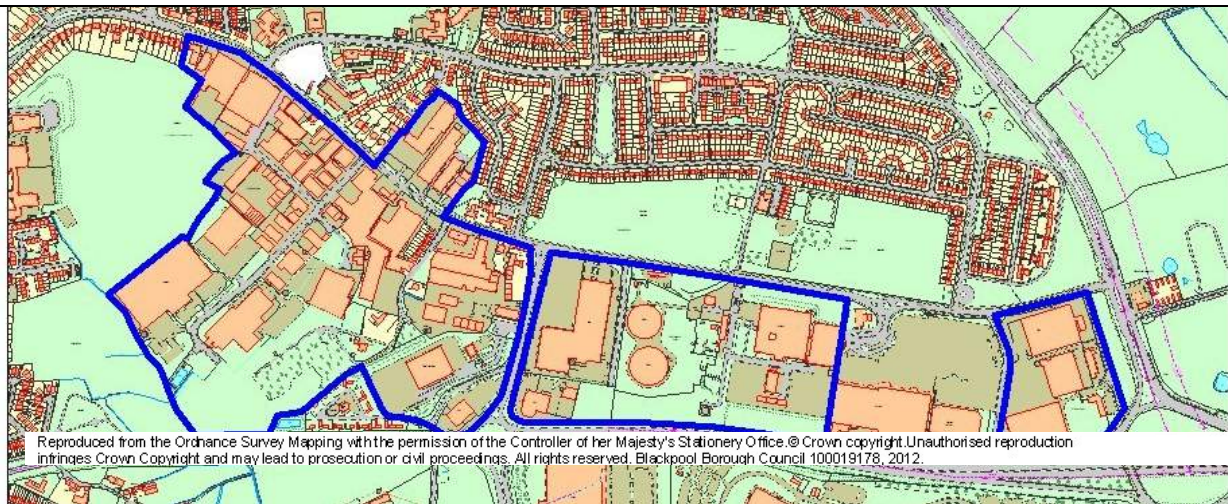 Reproduced from the Ordnance Survey Mapping with the permission of the Controller of her Majesty's Stationery Office.© Crown copyright.Unauthorised reproduction
infringes Crown Copyright and may lead to prosecution or civil proceedings. All rights reserved. Blackpool Borough Council 100019178, 2012.